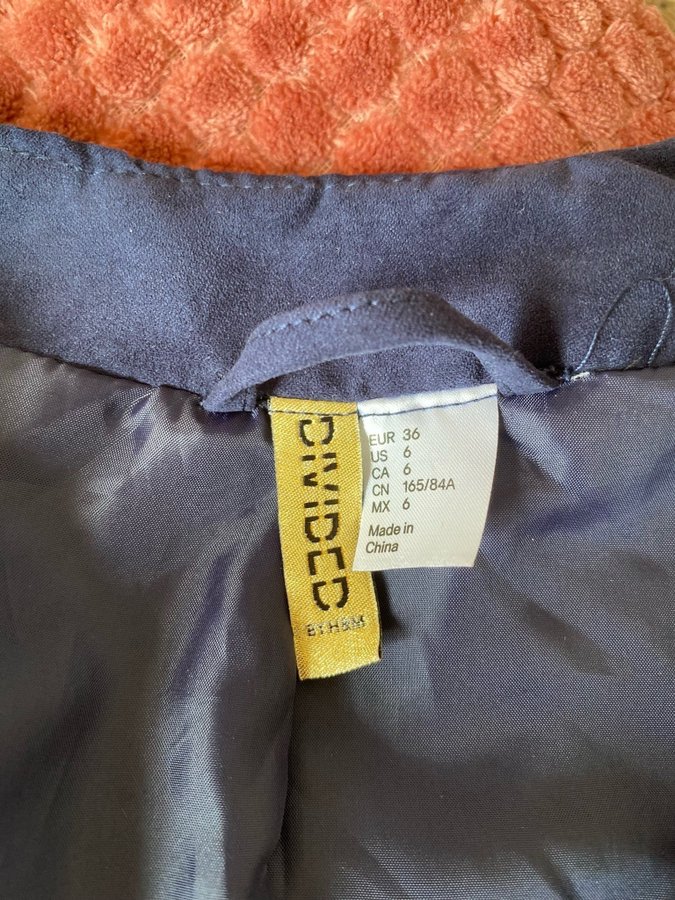 DIVIDED
BY H&M
EUR 36
US 6
CA 6
CN 165/84A
MX 6
Made in
China